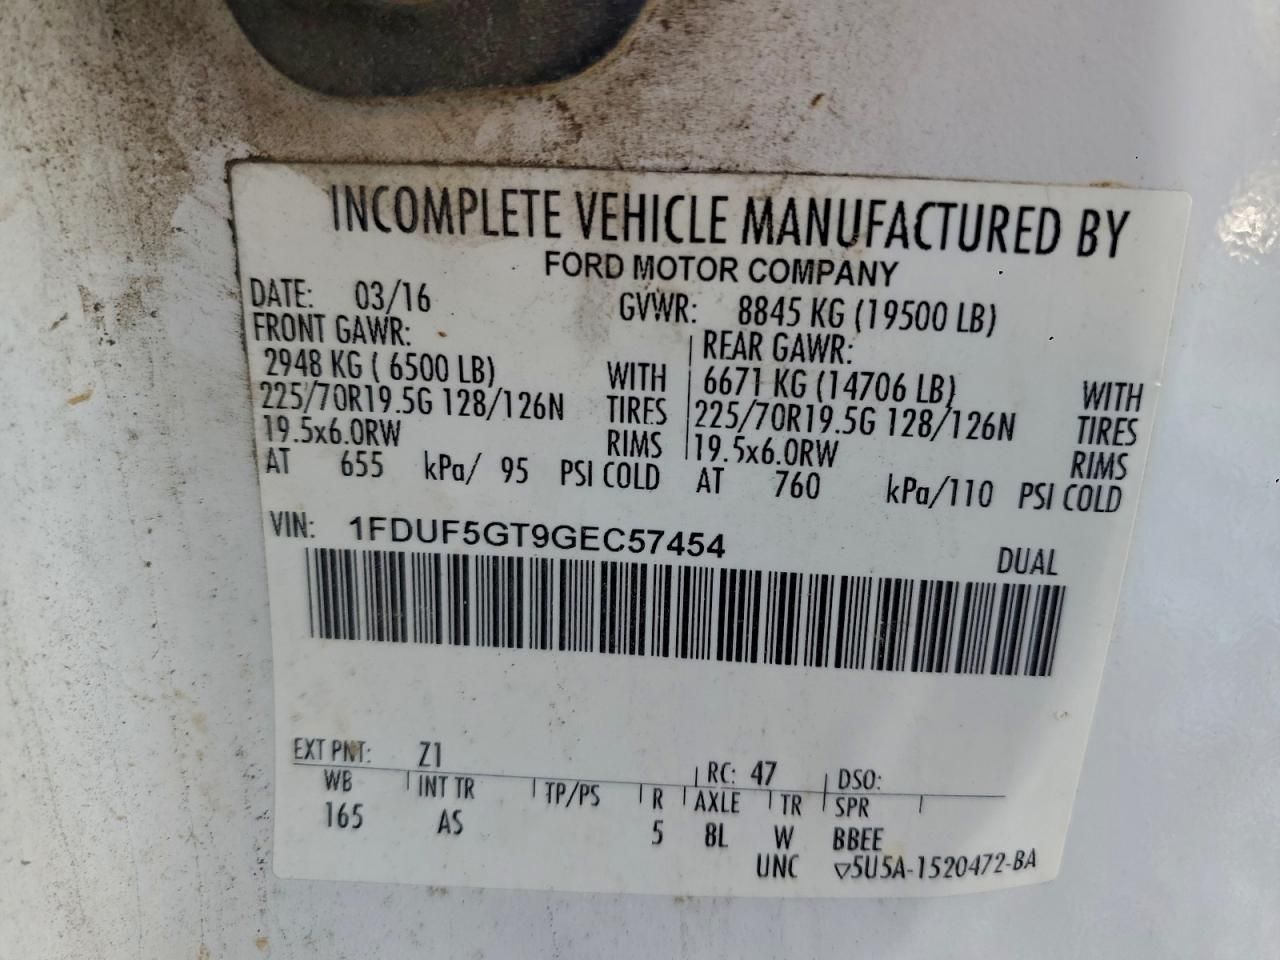 INCOMPLETE VEHICLE MANUFACTURED BY
FORD MOTOR COMPANY
DATE: 03/16 GVWR: 8845 KG (19500 LB)
FRONT GAWR: REAR GAWR:
2948 KG ( 6500 LB) WITH 6671 KG (14706 LB) WITH
225/70R19.5G 128/126N TIRES 225/70R19.5G 128/126N TIRES
19.5x6.0RW RIMS 19.5x6.0RW RIMS
AT 655 kPa/ 95 PSI COLD AT 760 kPa/110 PSI COLD
VIN: 1FDUF5GT9GEC57454 DUAL
EXT PNT: Z1 RC: 47 DSO:
WB INT TR TP/PS R AXLE TR SPR
165 AS 5 8L W BBEE
UNC ▽5U5A-1520472-BA